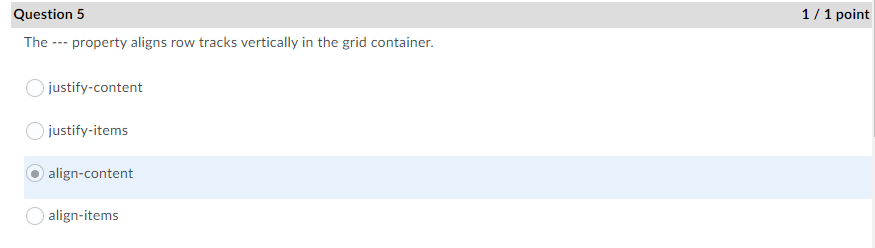 Question 5 1 / 1 point
The --- property aligns row tracks vertically in the grid container.
justify-content
justify-items
align-content
align-items